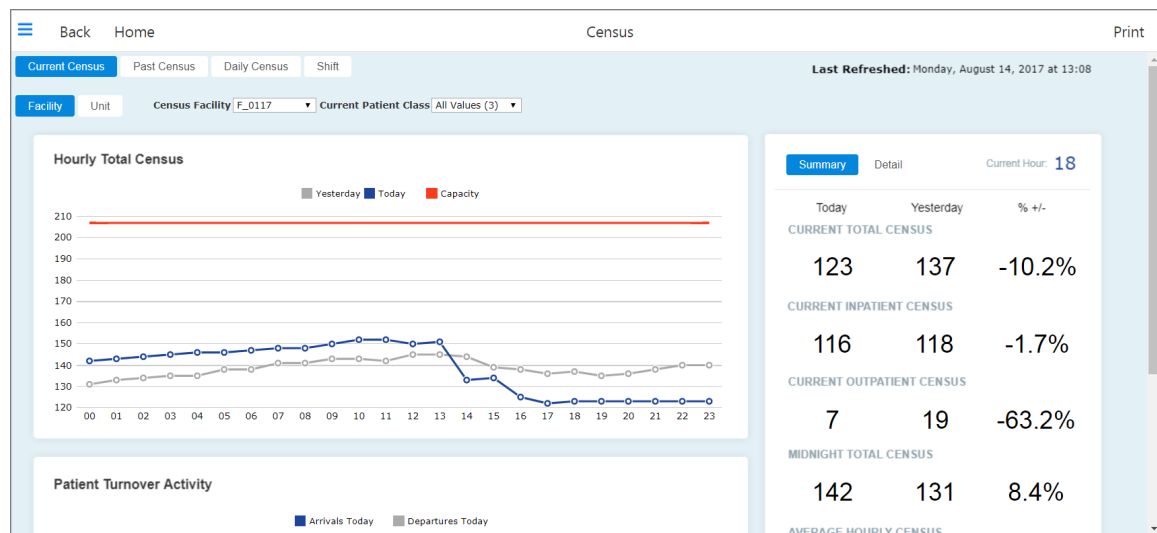 Back Home Census Print
Current Census Past Census Daily Census Shift
Last Refreshed: Monday, August 14, 2017 at 13:08
Facility Unit Census Facility F_0117 Current Patient Class All Values (3)
Hourly Total Census
Yesterday Today Capacity
210
200
190
180
170
160
150
140
130
120
00 01 02 03 04 05 06 07 08 09 10 11 12 13 14 15 16 17 18 19 20 21 22 23
Patient Turnover Activity
Arrivals Today Departures Today
Summary Detail Current Hour: 18
Today Yesterday % +/-
CURRENT TOTAL CENSUS
123 137 -10.2%
CURRENT INPATIENT CENSUS
116 118 -1.7%
CURRENT OUTPATIENT CENSUS
7 19 -63.2%
MIDNIGHT TOTAL CENSUS
142 131 8.4%
AVERAGE HOURLY CENSUS